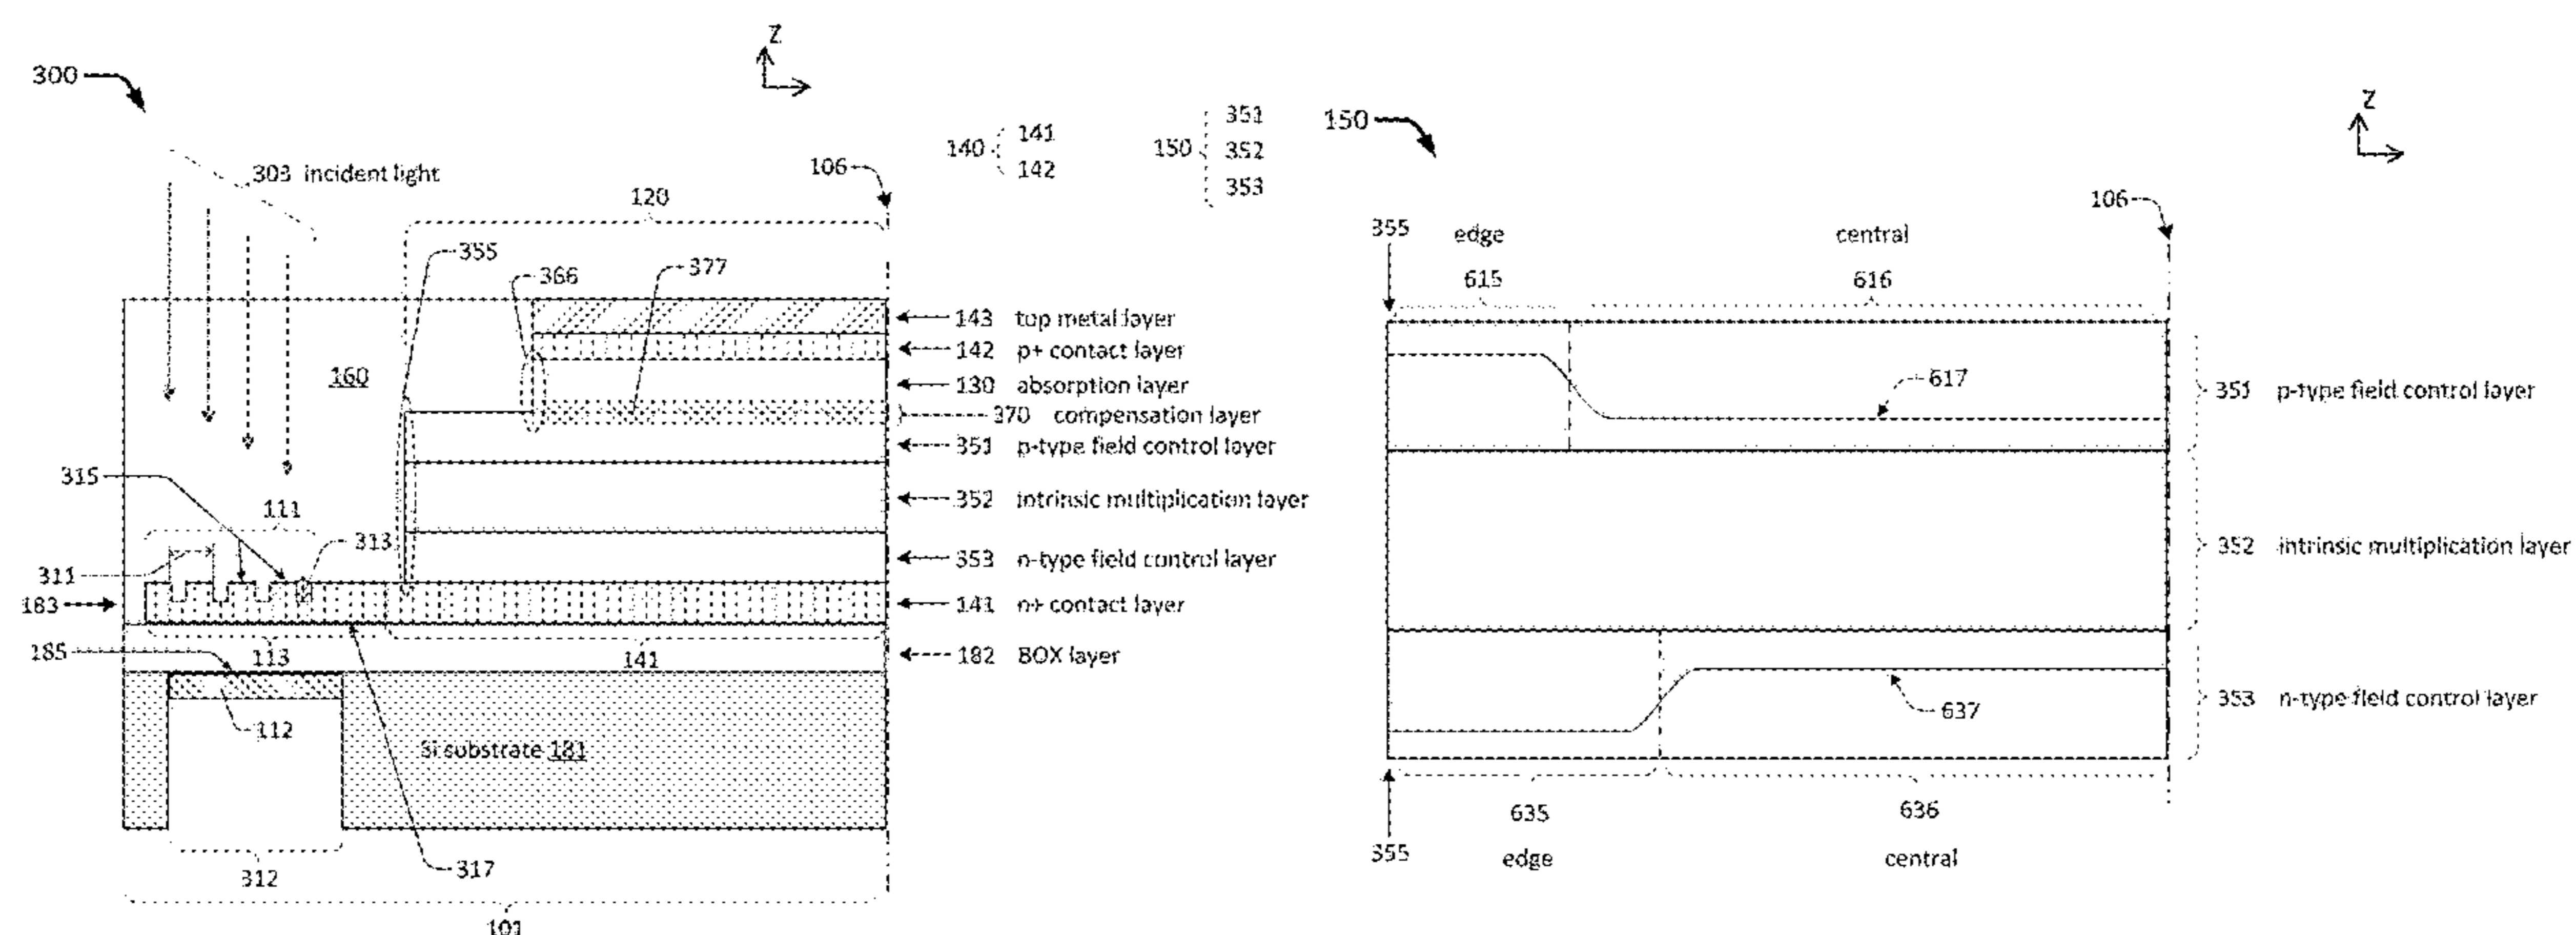 300
Z
303 incident light
140 { 141 142
150 { 351 352 353
106
120
355
366
377
160
143 top metal layer
142 p+ contact layer
130 absorption layer
370 compensation layer
351 p-type field control layer
352 intrinsic multiplication layer
353 n-type field control layer
141 n+ contact layer
182 BOX layer
315
111
313
311
183
185
113
141
112
Si substrate 181
312
317
101
150
Z
106
355
edge
central
615
616
617
351 p-type field control layer
352 intrinsic multiplication layer
637
353 n-type field control layer
635
636
355
edge
central